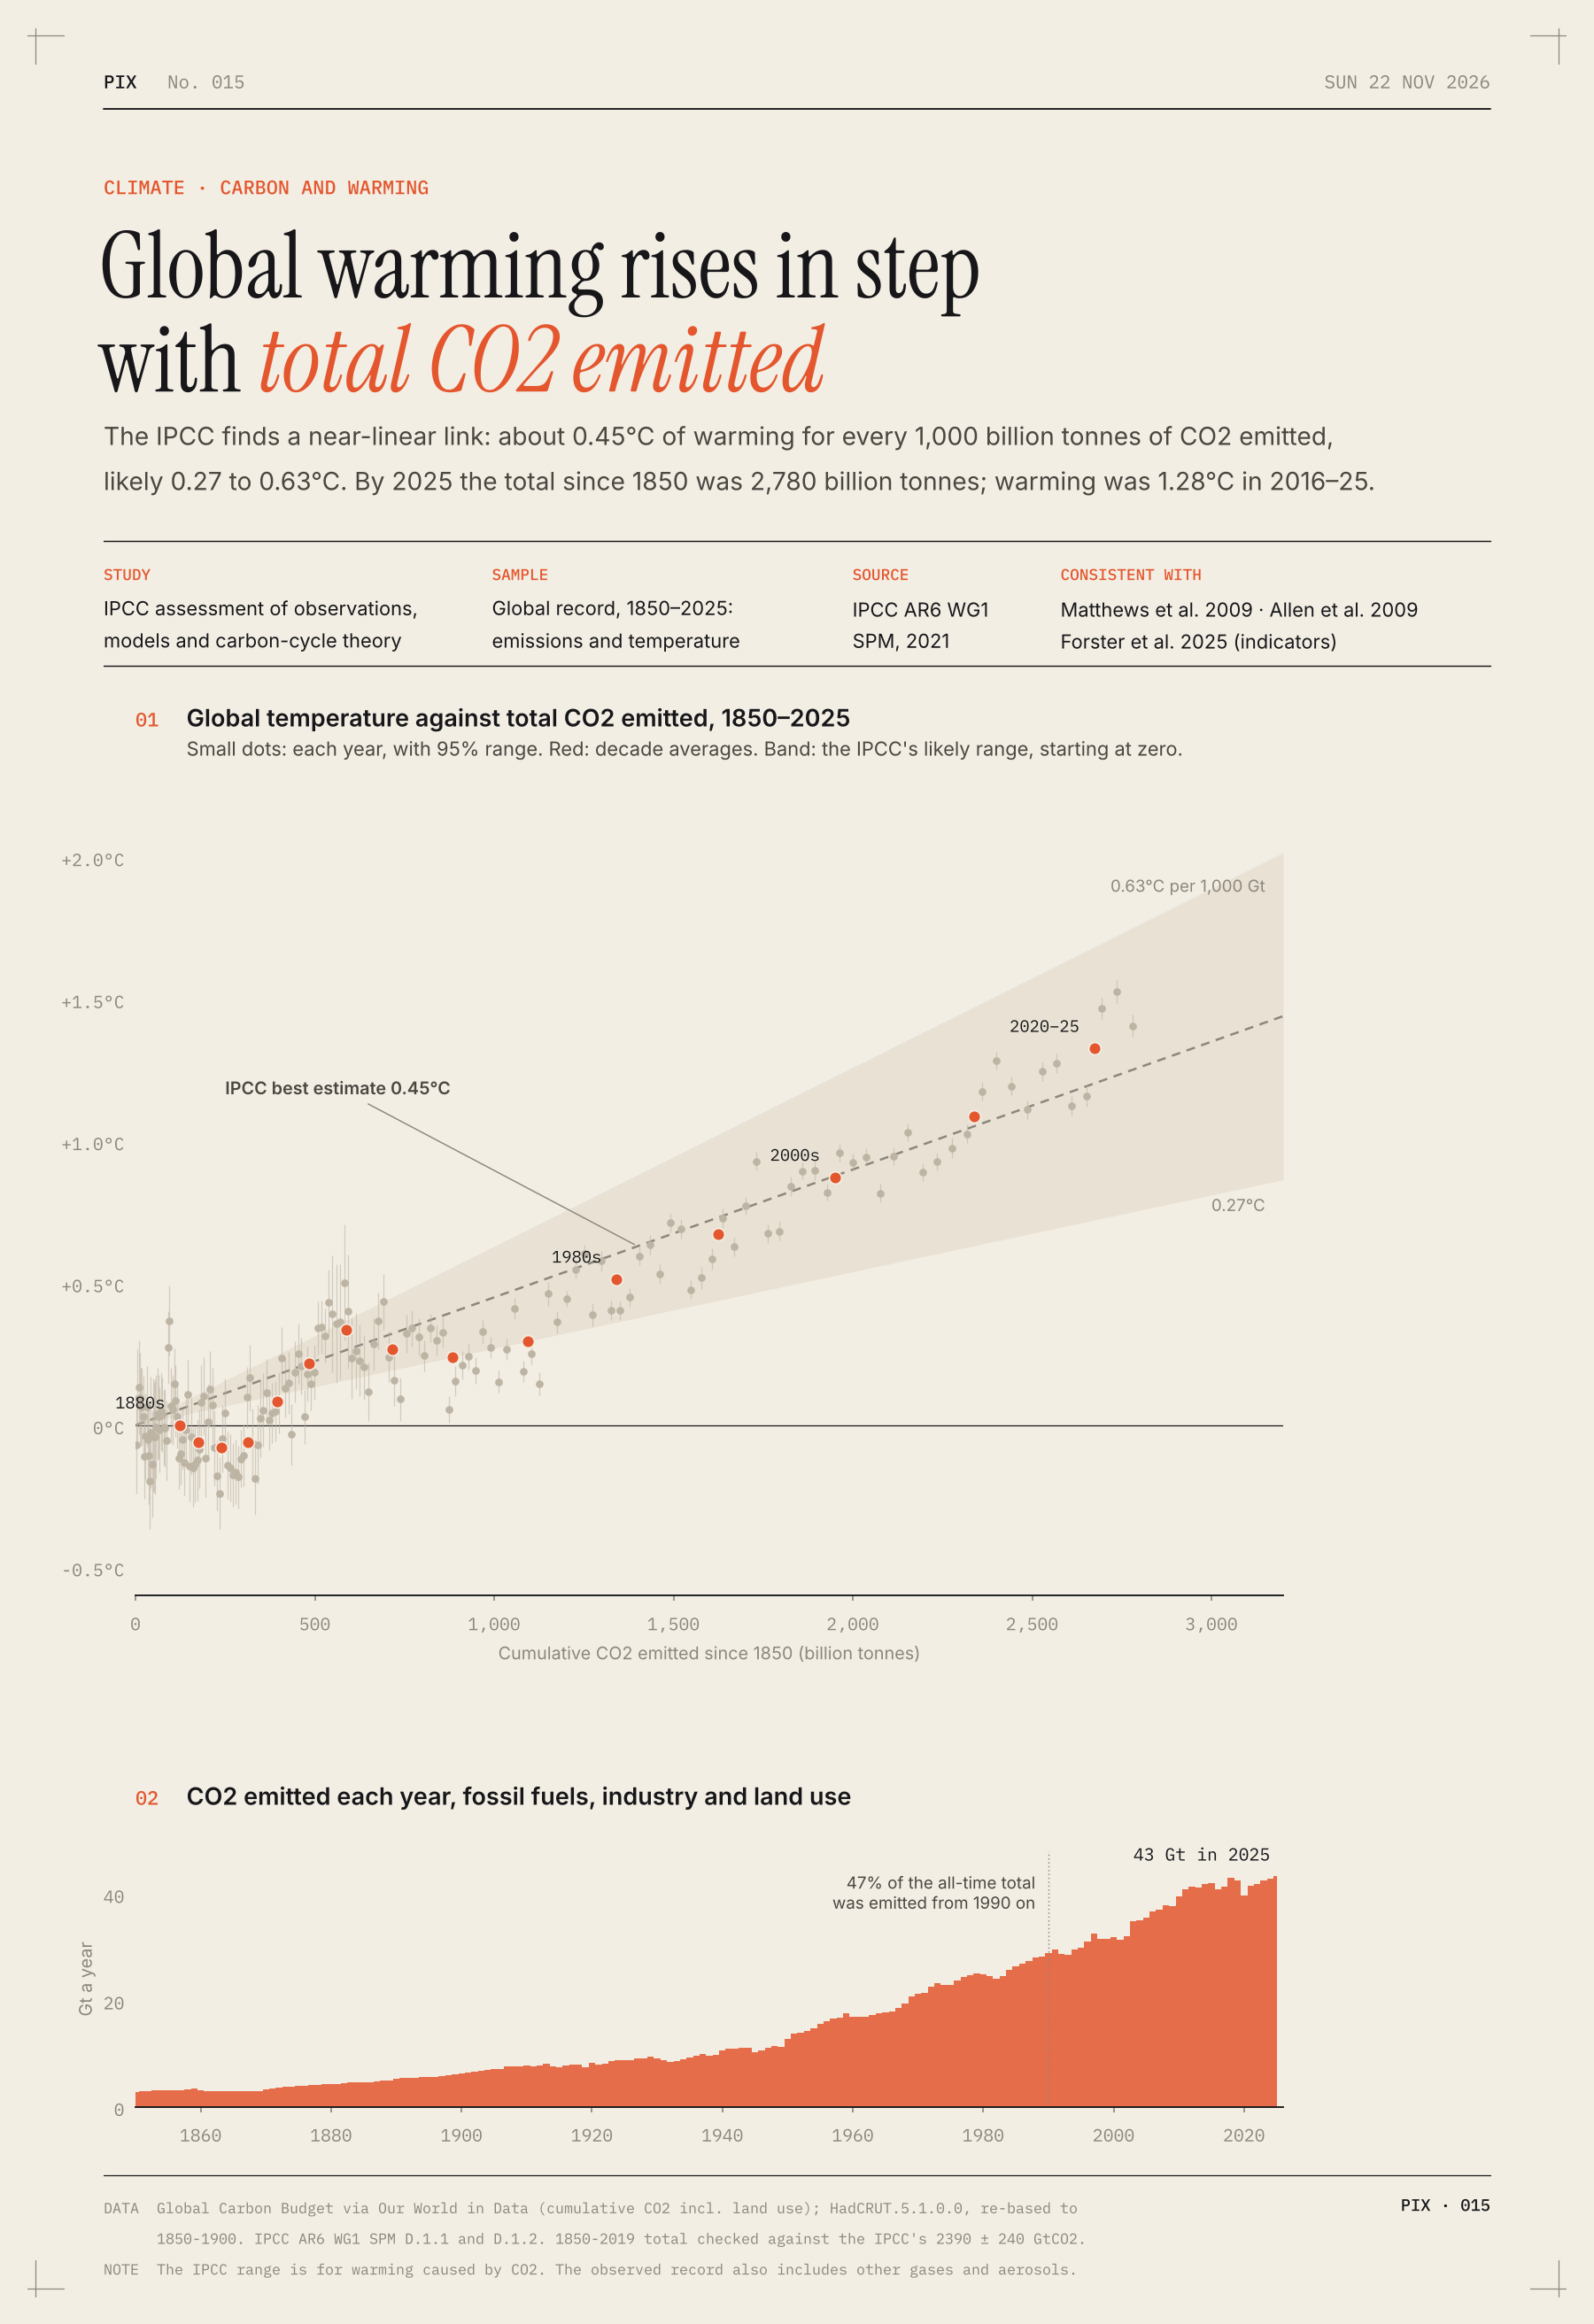 PIX No. 015
SUN 22 NOV 2026
CLIMATE · CARBON AND WARMING
Global warming rises in step
with total CO2 emitted
The IPCC finds a near-linear link: about 0.45°C of warming for every 1,000 billion tonnes of CO2 emitted,
likely 0.27 to 0.63°C. By 2025 the total since 1850 was 2,780 billion tonnes; warming was 1.28°C in 2016–25.
STUDY
IPCC assessment of observations,
models and carbon-cycle theory
SAMPLE
Global record, 1850–2025:
emissions and temperature
SOURCE
IPCC AR6 WG1
SPM, 2021
CONSISTENT WITH
Matthews et al. 2009 · Allen et al. 2009
Forster et al. 2025 (indicators)
01 Global temperature against total CO2 emitted, 1850–2025
Small dots: each year, with 95% range. Red: decade averages. Band: the IPCC's likely range, starting at zero.
+2.0°C
0.63°C per 1,000 Gt
+1.5°C
2020–25
IPCC best estimate 0.45°C
+1.0°C
2000s
0.27°C
1980s
+0.5°C
1880s
0°C
-0.5°C
0 500 1,000 1,500 2,000 2,500 3,000
Cumulative CO2 emitted since 1850 (billion tonnes)
02 CO2 emitted each year, fossil fuels, industry and land use
43 Gt in 2025
47% of the all-time total
was emitted from 1990 on
40
20
0
Gt a year
1860 1880 1900 1920 1940 1960 1980 2000 2020
DATA Global Carbon Budget via Our World in Data (cumulative CO2 incl. land use); HadCRUT.5.1.0.0, re-based to
1850-1900. IPCC AR6 WG1 SPM D.1.1 and D.1.2. 1850-2019 total checked against the IPCC's 2390 ± 240 GtCO2.
NOTE The IPCC range is for warming caused by CO2. The observed record also includes other gases and aerosols.
PIX · 015